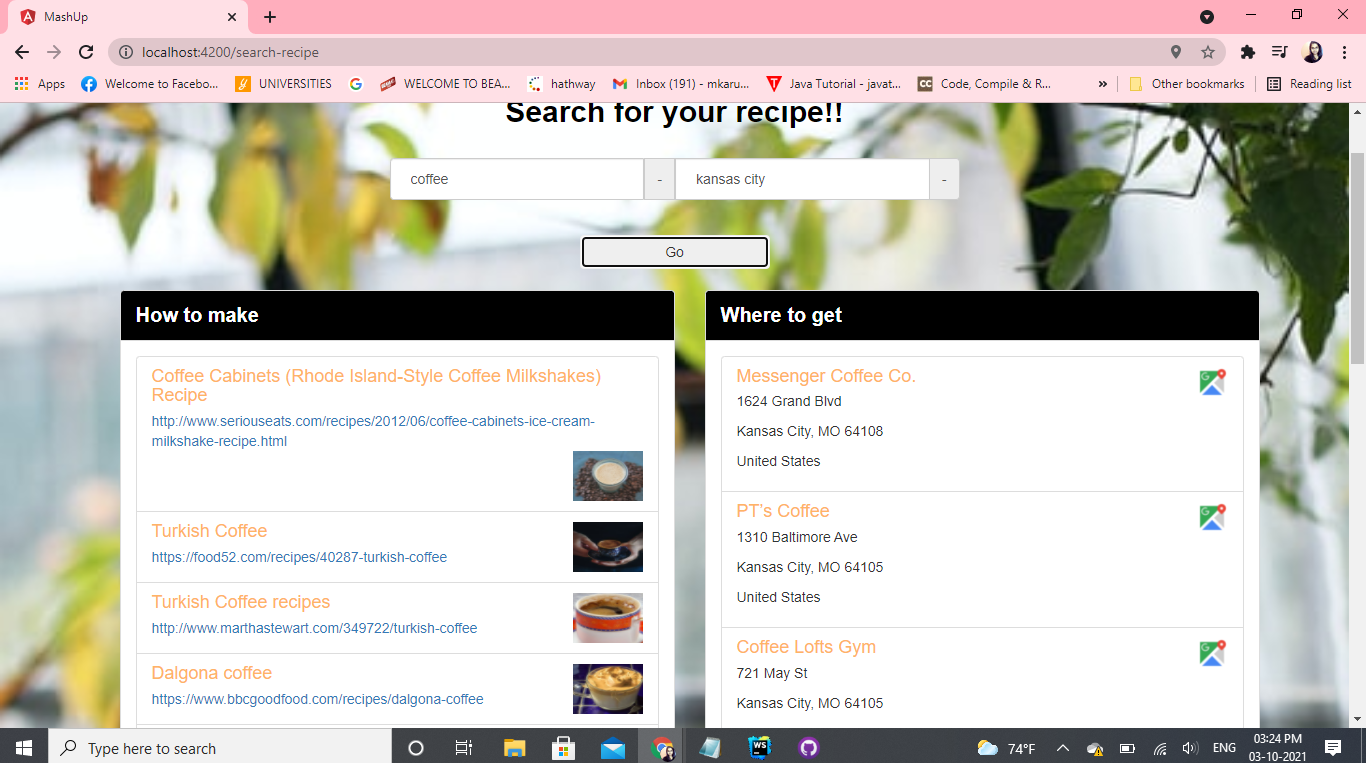 MashUp
localhost:4200/search-recipe
Apps
Welcome to Facebo...
UNIVERSITIES
WELCOME TO BEA...
hathway
Inbox (191) - mkaru...
Java Tutorial - javat...
CC
Code, Compile & R...
»
Other bookmarks
Reading list
Search for your recipe!!
coffee
-
kansas city
-
Go
How to make
Coffee Cabinets (Rhode Island-Style Coffee Milkshakes)
Recipe
http://www.seriouseats.com/recipes/2012/06/coffee-cabinets-ice-cream-
milkshake-recipe.html
Turkish Coffee
https://food52.com/recipes/40287-turkish-coffee
Turkish Coffee recipes
http://www.marthastewart.com/349722/turkish-coffee
Dalgona coffee
https://www.bbcgoodfood.com/recipes/dalgona-coffee
Where to get
Messenger Coffee Co.
1624 Grand Blvd
Kansas City, MO 64108
United States
PT's Coffee
1310 Baltimore Ave
Kansas City, MO 64105
United States
Coffee Lofts Gym
721 May St
Kansas City, MO 64105
Type here to search
WS
74°F
ENG
03:24 PM
03-10-2021